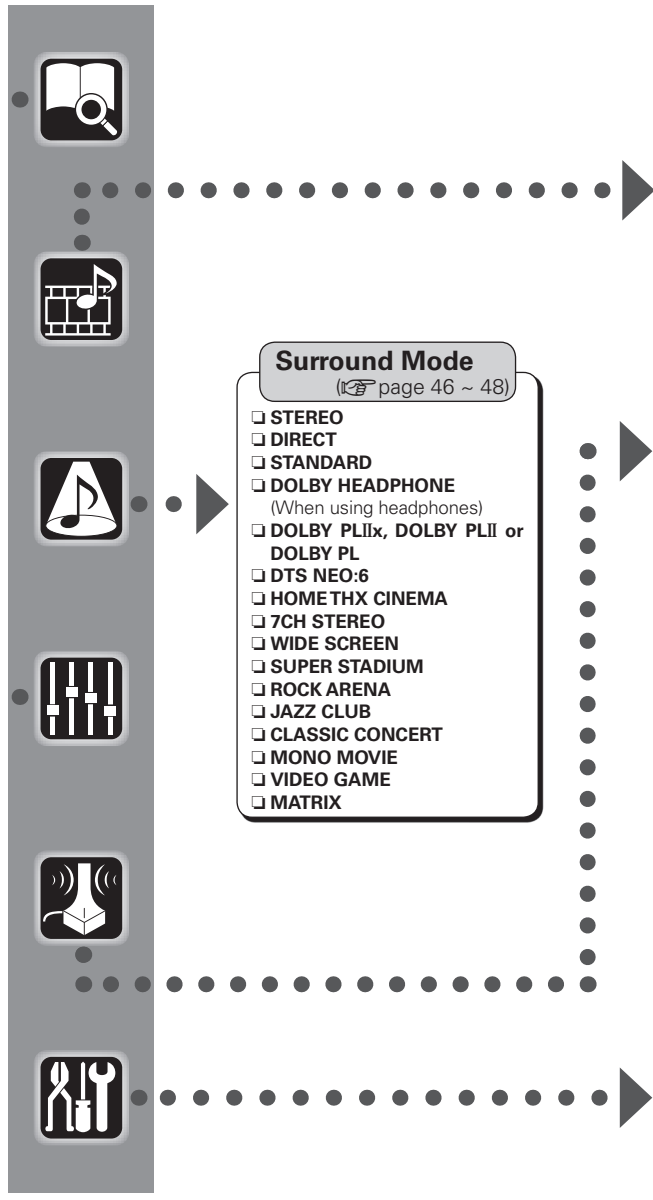 Surround Mode
(☞ page 46 ~ 48)
❏ STEREO
❏ DIRECT
❏ STANDARD
❏ DOLBY HEADPHONE
(When using headphones)
❏ DOLBY PLⅡx, DOLBY PLⅡ or
DOLBY PL
❏ DTS NEO:6
❏ HOME THX CINEMA
❏ 7CH STEREO
❏ WIDE SCREEN
❏ SUPER STADIUM
❏ ROCK ARENA
❏ JAZZ CLUB
❏ CLASSIC CONCERT
❏ MONO MOVIE
❏ VIDEO GAME
❏ MATRIX